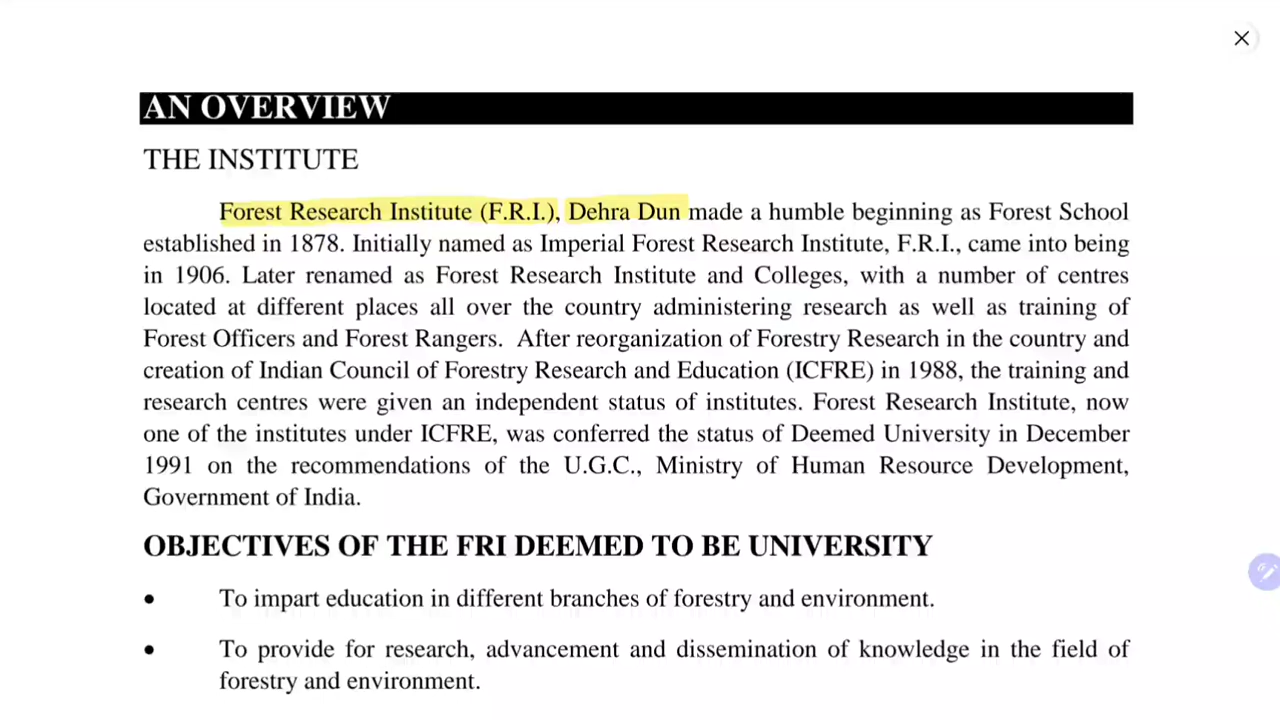 AN OVERVIEW
THE INSTITUTE
Forest Research Institute (F.R.I.), Dehra Dun made a humble beginning as Forest School
established in 1878. Initially named as Imperial Forest Research Institute, F.R.I., came into being
in 1906. Later renamed as Forest Research Institute and Colleges, with a number of centres
located at different places all over the country administering research as well as training of
Forest Officers and Forest Rangers. After reorganization of Forestry Research in the country and
creation of Indian Council of Forestry Research and Education (ICFRE) in 1988, the training and
research centres were given an independent status of institutes. Forest Research Institute, now
one of the institutes under ICFRE, was conferred the status of Deemed University in December
1991 on the recommendations of the U.G.C., Ministry of Human Resource Development,
Government of India.
OBJECTIVES OF THE FRI DEEMED TO BE UNIVERSITY
• To impart education in different branches of forestry and environment.
• To provide for research, advancement and dissemination of knowledge in the field of
forestry and environment.